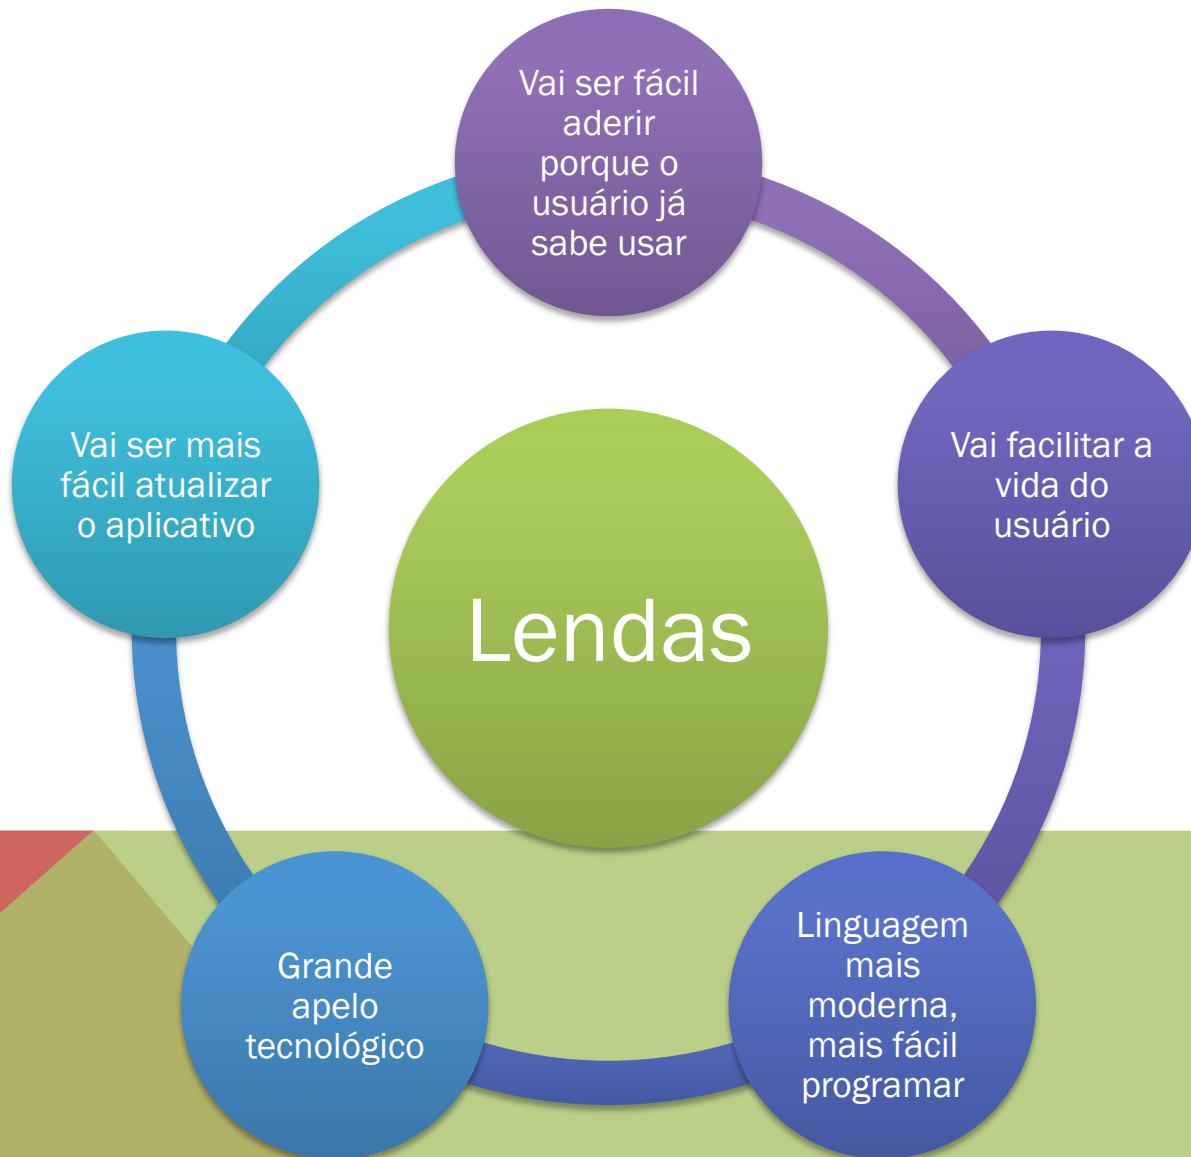 Vai ser fácil
aderir
porque o
usuário já
sabe usar
Vai facilitar a
vida do
usuário
Linguagem
mais
moderna,
mais fácil
programar
Grande
apelo
tecnológico
Vai ser mais
fácil atualizar
o aplicativo
Lendas